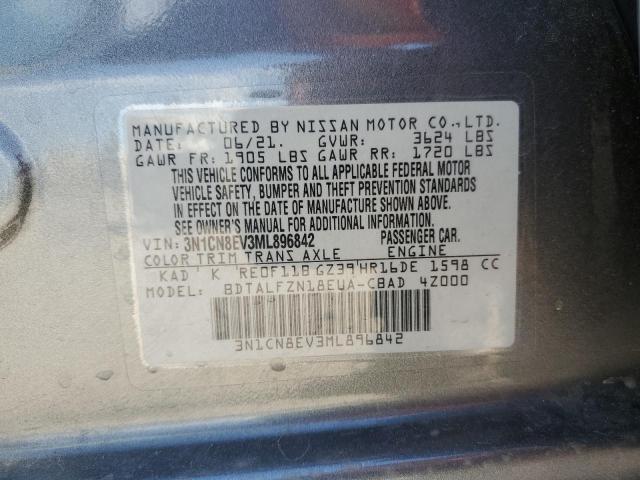 MANUFACTURED BY NISSAN MOTOR CO.,LTD.
DATE: 06/21. GVWR: 3624 LBS
GAWR FR: 1905 LBS GAWR RR: 1720 LBS
THIS VEHICLE CONFORMS TO ALL APPLICABLE FEDERAL MOTOR
VEHICLE SAFETY, BUMPER AND THEFT PREVENTION STANDARDS
IN EFFECT ON THE DATE OF MANUFACTURE SHOWN ABOVE.
SEE OWNER'S MANUAL FOR ADDITIONAL INFORMATION.
VIN: 3N1CN8EV3ML896842 PASSENGER CAR.
COLOR TRIM TRANS AXLE ENGINE
KAD K RE0F11B GZ39 HR16DE 1598 CC
MODEL: BDTALFZN18EUA-CBAD 4Z000
3N1CN8EV3ML896842